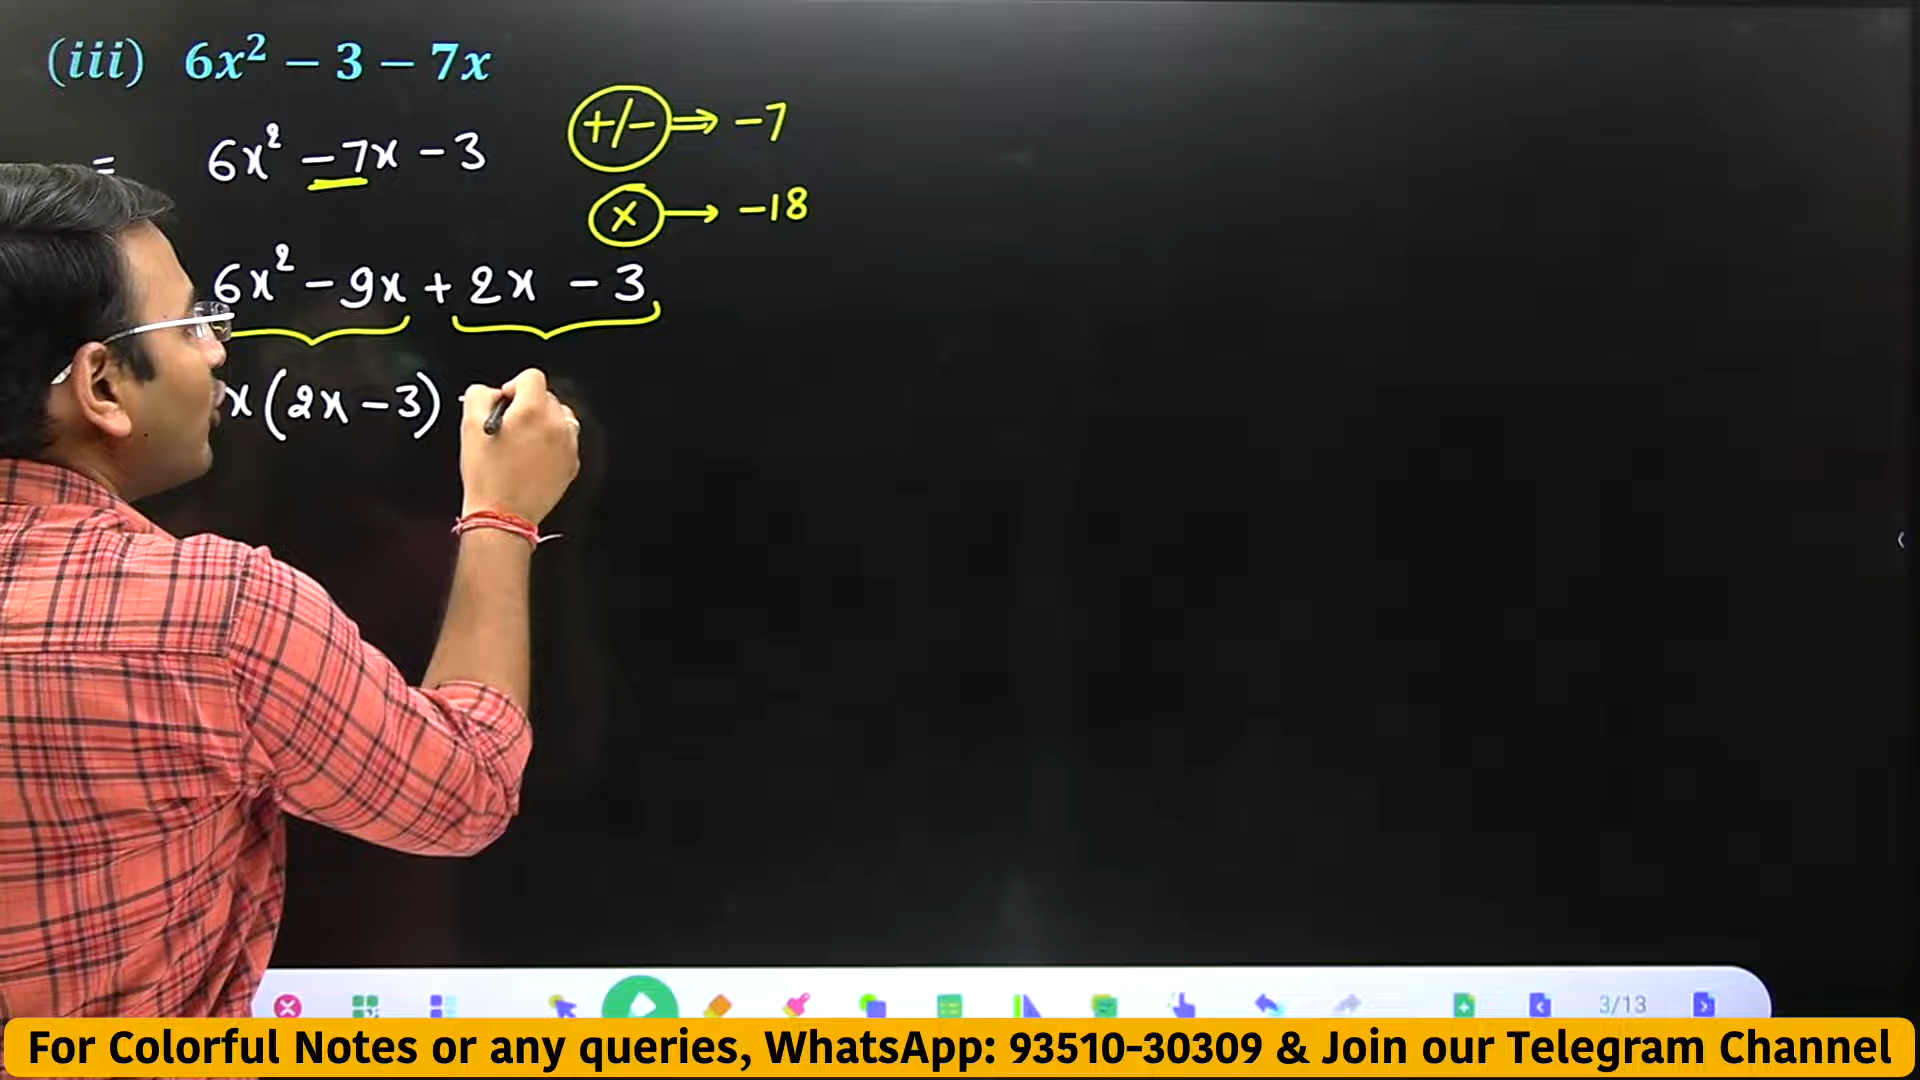 (iii) 6x² − 3 − 7x
= 6x² − 7x − 3
+/- ⇒ −7
× → −18
6x² − 9x + 2x − 3
x(2x − 3)
3/13
For Colorful Notes or any queries, WhatsApp: 93510-30309 & Join our Telegram Channel